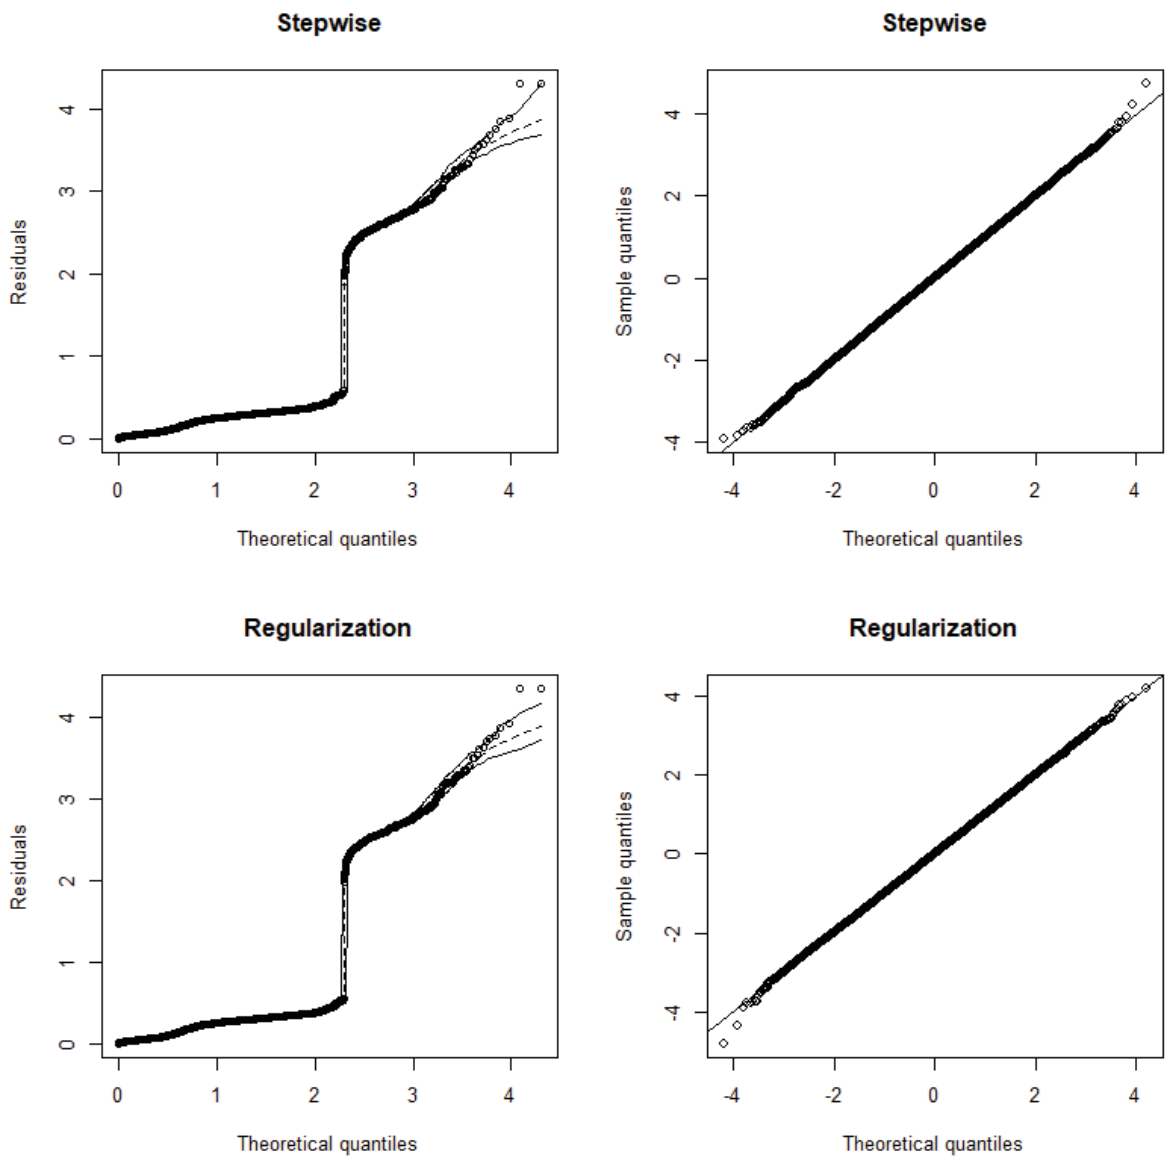 Stepwise
Residuals
0 1 2 3 4
0 1 2 3 4
Theoretical quantiles
Stepwise
Sample quantiles
-4 -2 0 2 4
-4 -2 0 2 4
Theoretical quantiles
Regularization
Residuals
0 1 2 3 4
0 1 2 3 4
Theoretical quantiles
Regularization
Sample quantiles
-4 -2 0 2 4
-4 -2 0 2 4
Theoretical quantiles